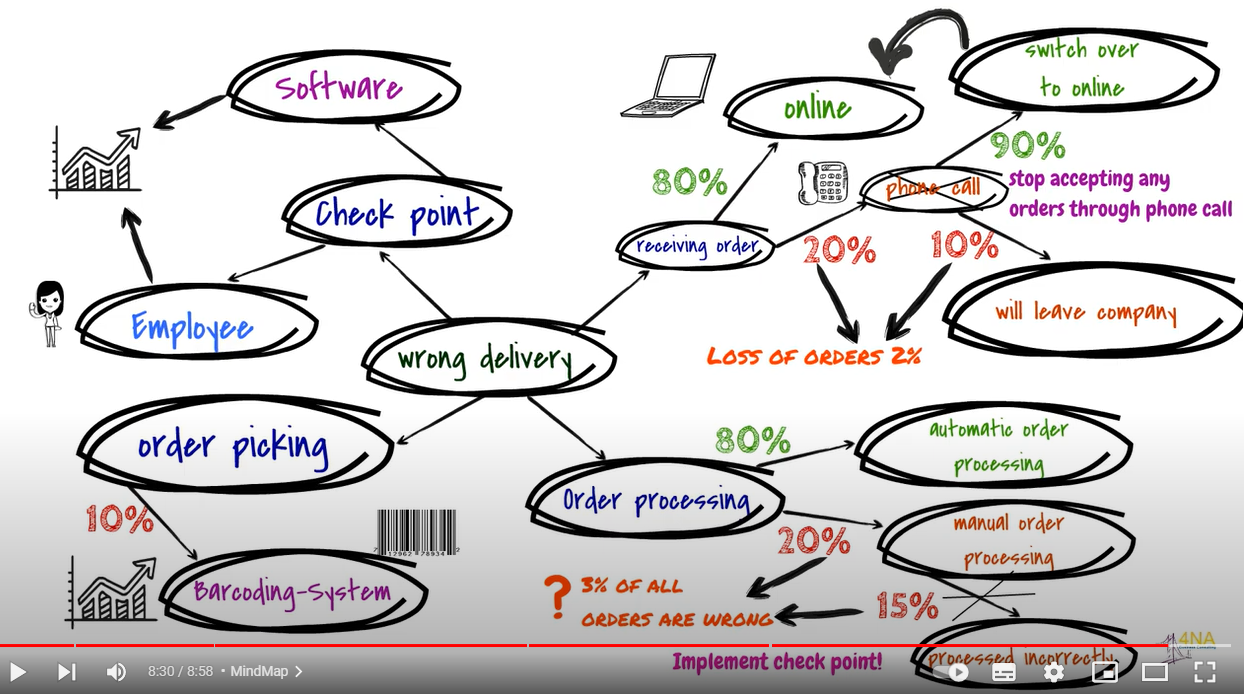 Software
switch over
to online
online
90%
80%
phone call
stop accepting any
orders through phone call
Check point
receiving order
20%
10%
Employee
will leave company
wrong delivery
Loss of orders 2%
order picking
80%
automatic order
processing
Order processing
10%
20%
manual order
processing
Barcoding-System
? 3% of all
orders are wrong
15%
4NA
Implement check point!
processed incorrectly
8:30 / 8:58 • MindMap >